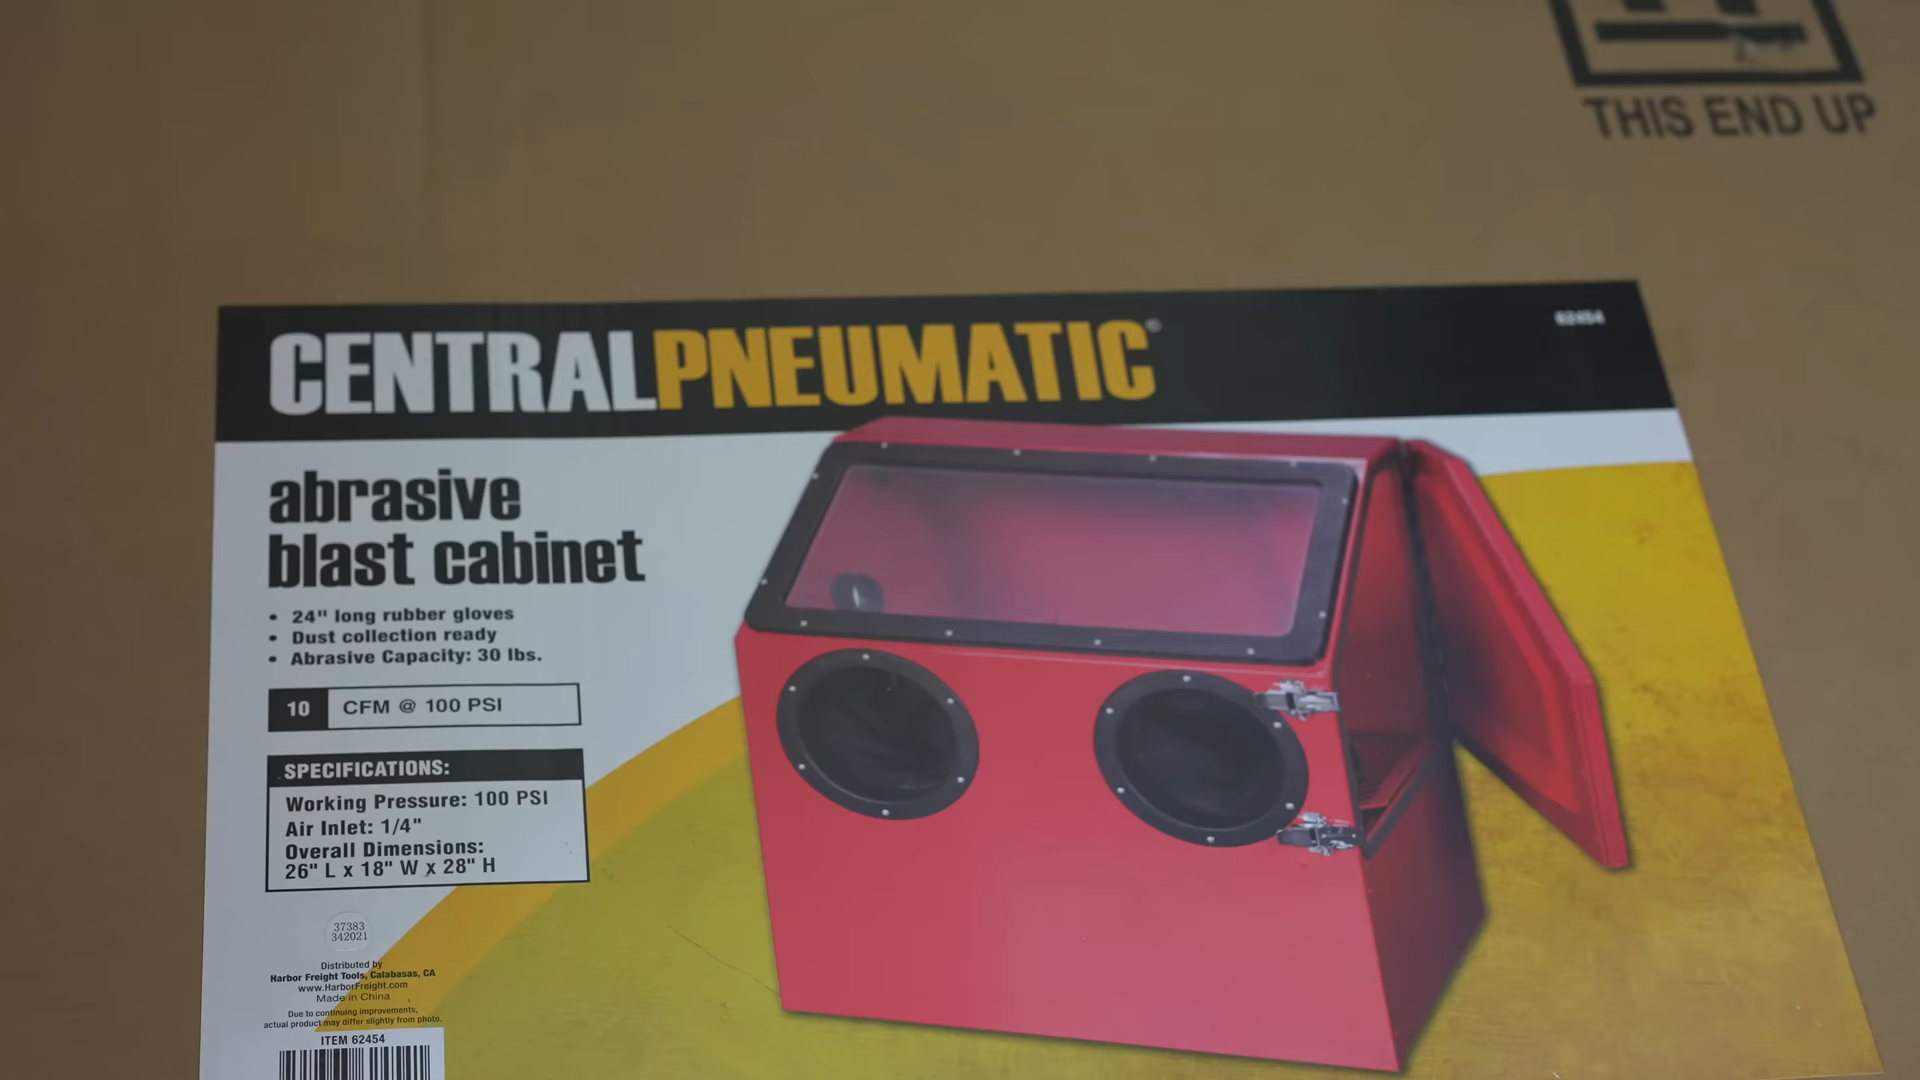 THIS END UP
CENTRALPNEUMATIC®
62454
abrasive
blast cabinet
• 24" long rubber gloves
• Dust collection ready
• Abrasive Capacity: 30 lbs.
10 CFM @ 100 PSI
SPECIFICATIONS:
Working Pressure: 100 PSI
Air Inlet: 1/4"
Overall Dimensions:
26" L x 18" W x 28" H
37383
342021
Distributed by
Harbor Freight Tools, Calabasas, CA
www.HarborFreight.com
Made in China
Due to continuing improvements,
actual product may differ slightly from photo.
ITEM 62454